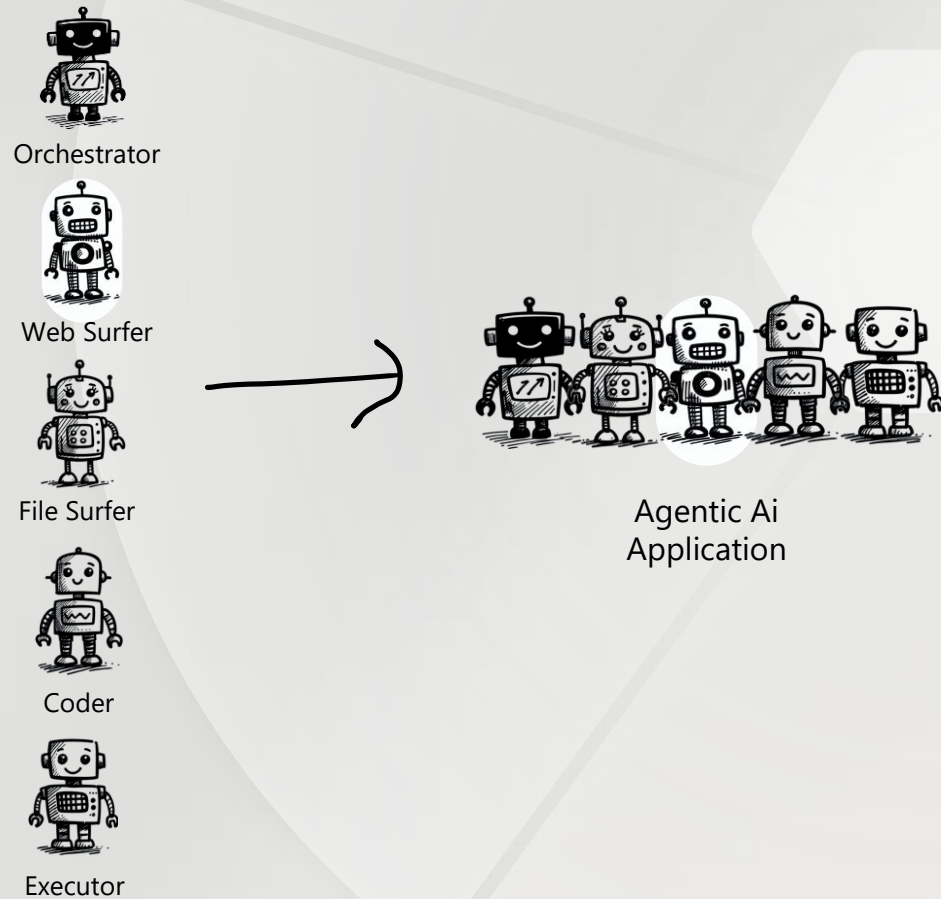 Orchestrator
Web Surfer
File Surfer
Coder
Executor
Agentic Ai
Application